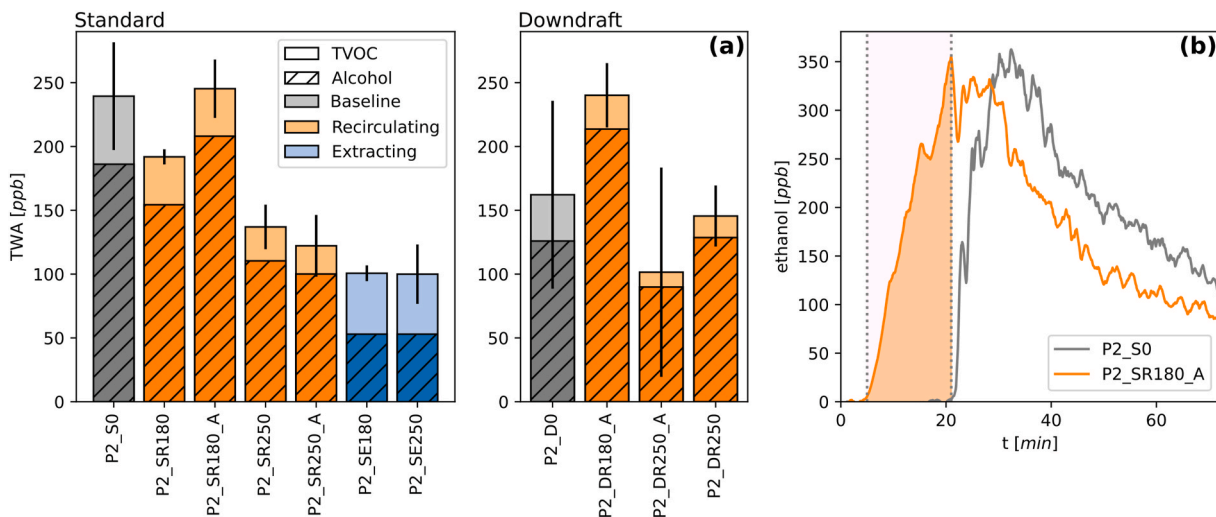 Standard
TWA [ppb]
250
200
150
100
50
0
TVOC
Alcohol
Baseline
Recirculating
Extracting
P2_S0
P2_SR180
P2_SR180_A
P2_SR250
P2_SR250_A
P2_SE180
P2_SE250
Downdraft
(a)
250
200
150
100
50
0
P2_D0
P2_DR180_A
P2_DR250_A
P2_DR250
(b)
ethanol [ppb]
350
300
250
200
150
100
50
0
P2_S0
P2_SR180_A
0
20
40
60
t [min]